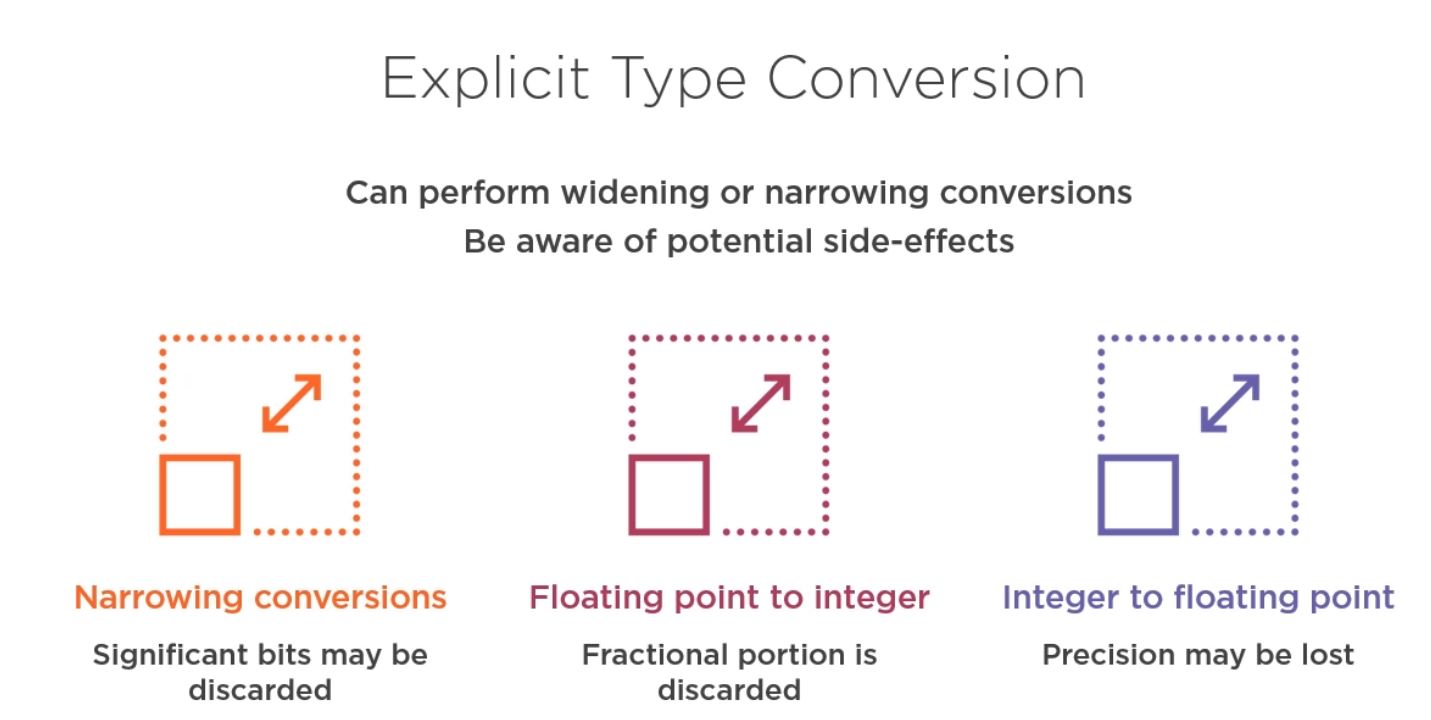 Explicit Type Conversion
Can perform widening or narrowing conversions
Be aware of potential side-effects
Narrowing conversions
Significant bits may be
discarded
Floating point to integer
Fractional portion is
discarded
Integer to floating point
Precision may be lost